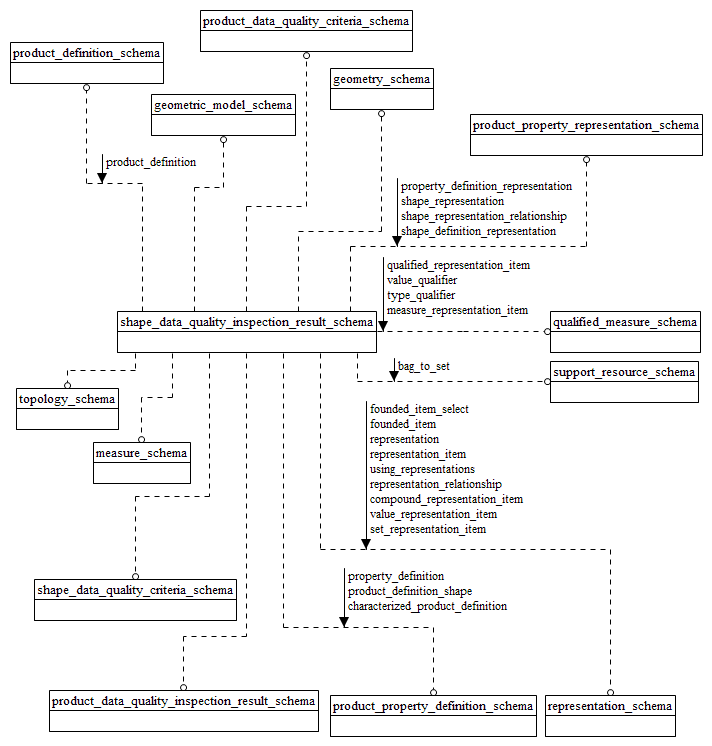 product_data_quality_criteria_schema
product_definition_schema
geometry_schema
geometric_model_schema
product_property_representation_schema
product_definition
property_definition_representation
shape_representation
shape_representation_relationship
shape_definition_representation
qualified_representation_item
value_qualifier
type_qualifier
measure_representation_item
shape_data_quality_inspection_result_schema
qualified_measure_schema
bag_to_set
support_resource_schema
topology_schema
founded_item_select
founded_item
representation
representation_item
using_representations
representation_relationship
compound_representation_item
value_representation_item
set_representation_item
measure_schema
shape_data_quality_criteria_schema
property_definition
product_definition_shape
characterized_product_definition
product_data_quality_inspection_result_schema
product_property_definition_schema
representation_schema